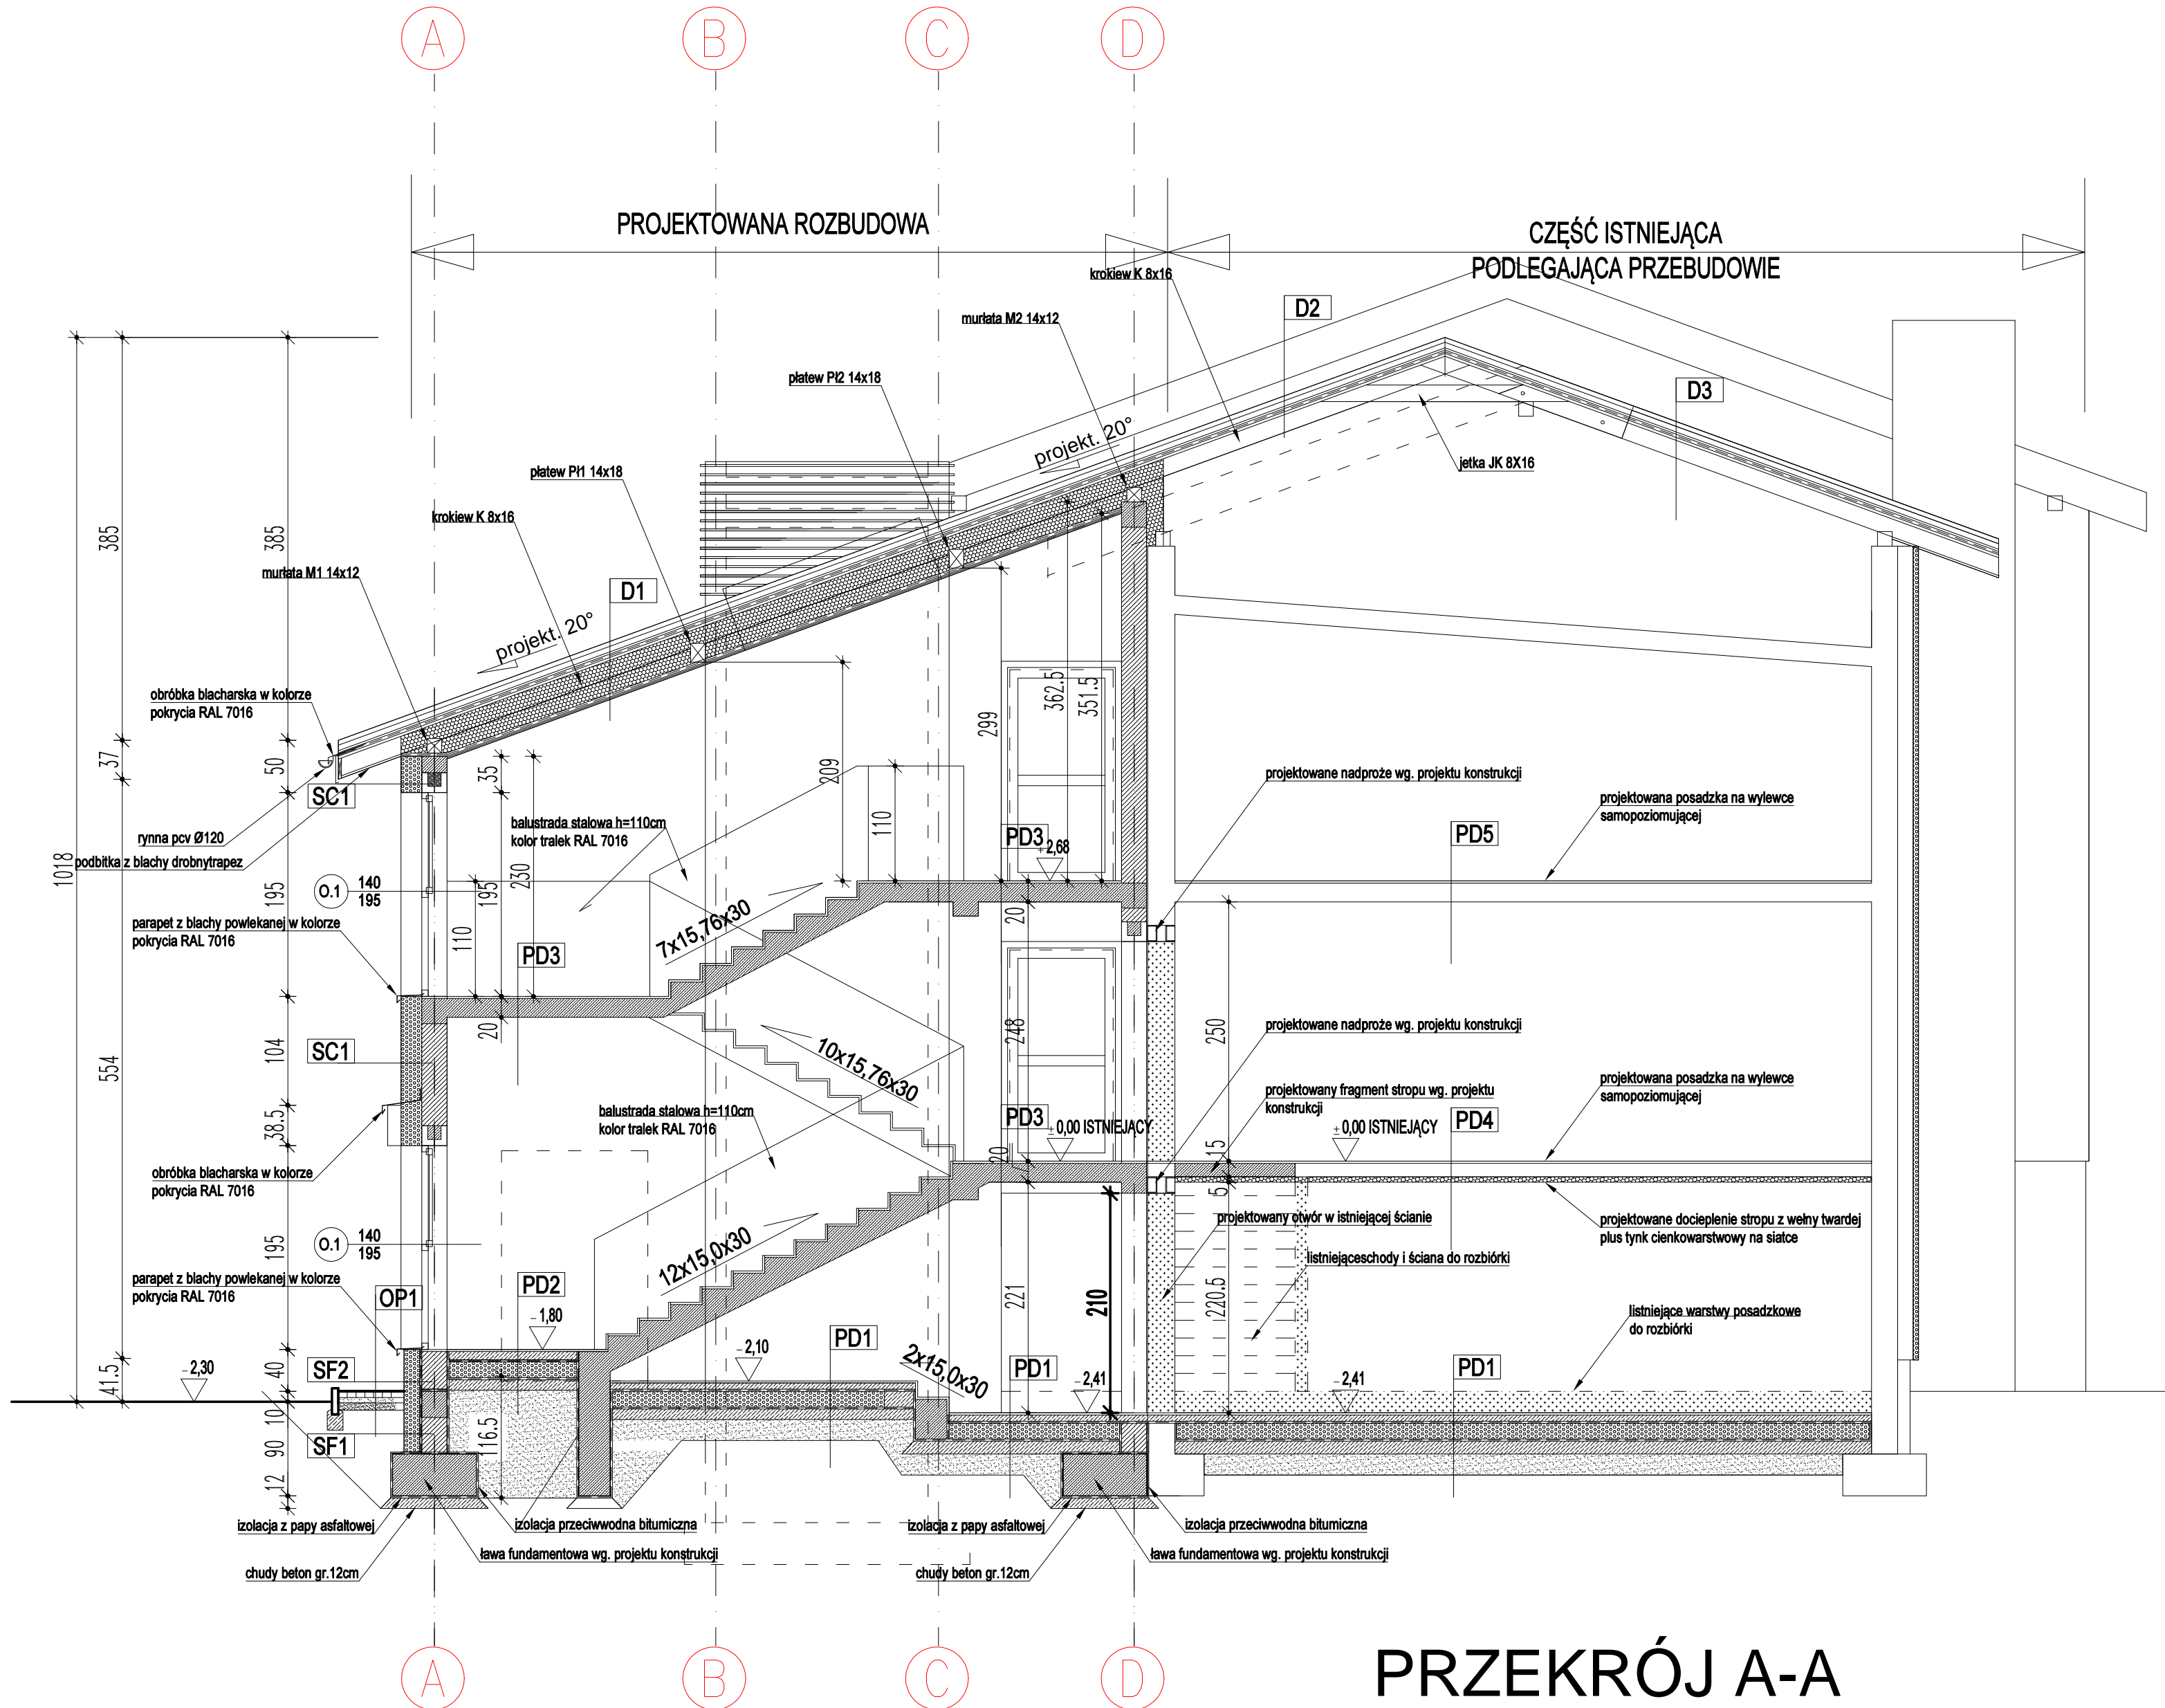 A
B
C
D
PROJEKTOWANA ROZBUDOWA
CZĘŚĆ ISTNIEJĄCA
PODLEGAJĄCA PRZEBUDOWIE
krokiew K 8x16
D2
murłata M2 14x12
płatew Pł2 14x18
D3
projekt. 20°
płatew Pł1 14x18
jetka JK 8X16
krokiew K 8x16
385
385
murłata M1 14x12
D1
projekt. 20°
obróbka blacharska w kolorze
pokrycia RAL 7016
362.5
351.5
299
37
50
35
209
SC1
projektowane nadproże wg. projektu konstrukcji
projektowana posadzka na wylewce
samopoziomującej
rynna pcv Ø120
balustrada stalowa h=110cm
kolor tralek RAL 7016
110
PD3
+2,68
PD5
podbitka z blachy drobnytrapez
1018
230
O.1
140
195
195
195
110
parapet z blachy powlekanej w kolorze
pokrycia RAL 7016
7x15,76x30
20
PD3
20
248
250
projektowane nadproże wg. projektu konstrukcji
SC1
104
554
10x15,76x30
projektowany fragment stropu wg. projektu
konstrukcji
projektowana posadzka na wylewce
samopoziomującej
balustrada stalowa h=110cm
kolor tralek RAL 7016
38.5
PD3
±0,00 ISTNIEJĄCY
±0,00 ISTNIEJĄCY
PD4
20
15
obróbka blacharska w kolorze
pokrycia RAL 7016
5
projektowany otwór w istniejącej ścianie
projektowane docieplenie stropu z wełny twardej
plus tynk cienkowarstwowy na siatce
O.1
140
195
195
12x15,0x30
listniejąceschody i ściana do rozbiórki
parapet z blachy powlekanej w kolorze
pokrycia RAL 7016
OP1
PD2
-1,80
221
210
220.5
listniejące warstwy posadzkowe
do rozbiórki
PD1
-2,10
2x15,0x30
-2,30
SF2
41.5
40
PD1
-2,41
-2,41
PD1
10
SF1
90
116.5
12
izolacja z papy asfaltowej
izolacja przeciwwodna bitumiczna
izolacja z papy asfaltowej
izolacja przeciwwodna bitumiczna
ława fundamentowa wg. projektu konstrukcji
ława fundamentowa wg. projektu konstrukcji
chudy beton gr.12cm
chudy beton gr.12cm
A
B
C
D
PRZEKRÓJ A-A